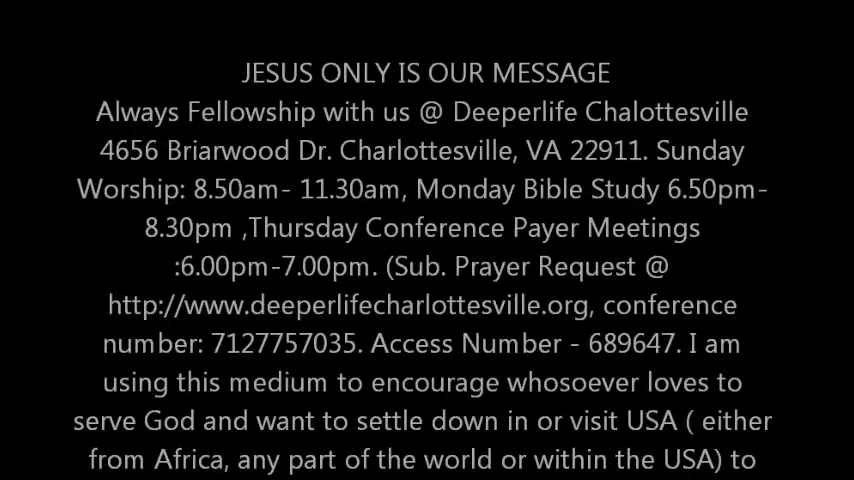 JESUS ONLY IS OUR MESSAGE
Always Fellowship with us @ Deeperlife Chalottesville
4656 Briarwood Dr. Charlottesville, VA 22911. Sunday
Worship: 8.50am- 11.30am, Monday Bible Study 6.50pm-
8.30pm ,Thursday Conference Payer Meetings
:6.00pm-7.00pm. (Sub. Prayer Request @
http://www.deeperlifecharlottesville.org, conference
number: 7127757035. Access Number - 689647. I am
using this medium to encourage whosoever loves to
serve God and want to settle down in or visit USA ( either
from Africa, any part of the world or within the USA) to